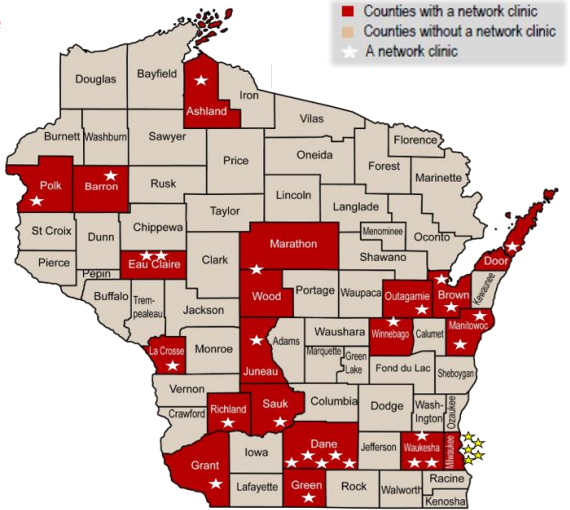 Counties with a network clinic
Counties without a network clinic
A network clinic
Douglas
Bayfield
Ashland
Iron
Vilas
Burnett
Washburn
Sawyer
Price
Oneida
Florence
Forest
Marinette
Polk
Barron
Rusk
Lincoln
Langlade
Taylor
Chippewa
St Croix
Dunn
Marathon
Menominee
Oconto
Door
Pierce
Pepin
Eau Claire
Clark
Shawano
Buffalo
Trem-
pealeau
Jackson
Wood
Portage
Waupaca
Outagamie
Brown
Kewaunee
La Crosse
Monroe
Juneau
Adams
Waushara
Winnebago
Calumet
Manitowoc
Marquette
Green
Lake
Fond du Lac
Sheboygan
Vernon
Crawford
Richland
Sauk
Columbia
Dodge
Wash-
ington
Ozaukee
Grant
Iowa
Dane
Jefferson
Waukesha
Milwaukee
Lafayette
Green
Rock
Walworth
Racine
Kenosha